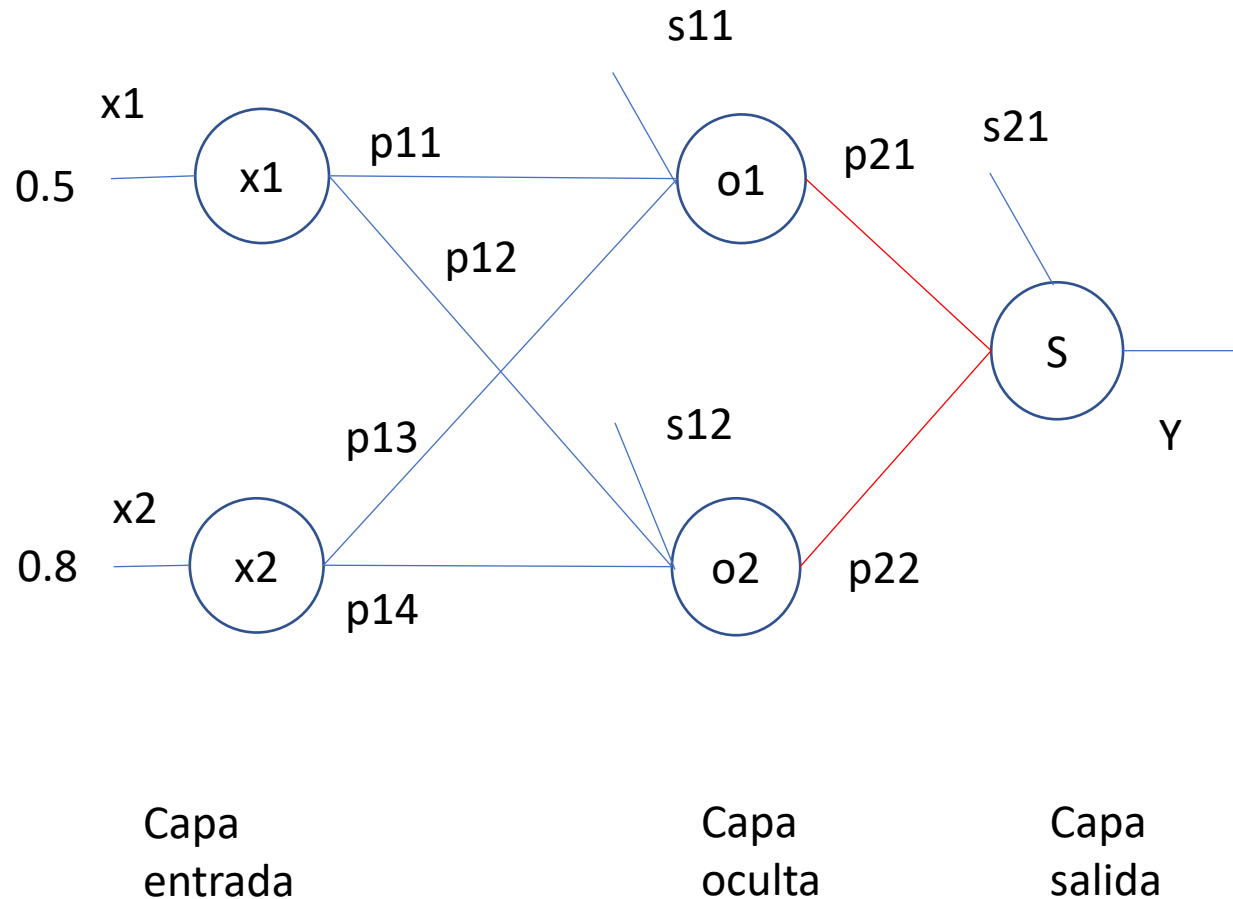 s11
x1
s21
p11
p21
0.5
x1
o1
p12
S
p13
s12
Y
x2
0.8
x2
o2
p22
p14
Capa
entrada
Capa
oculta
Capa
salida